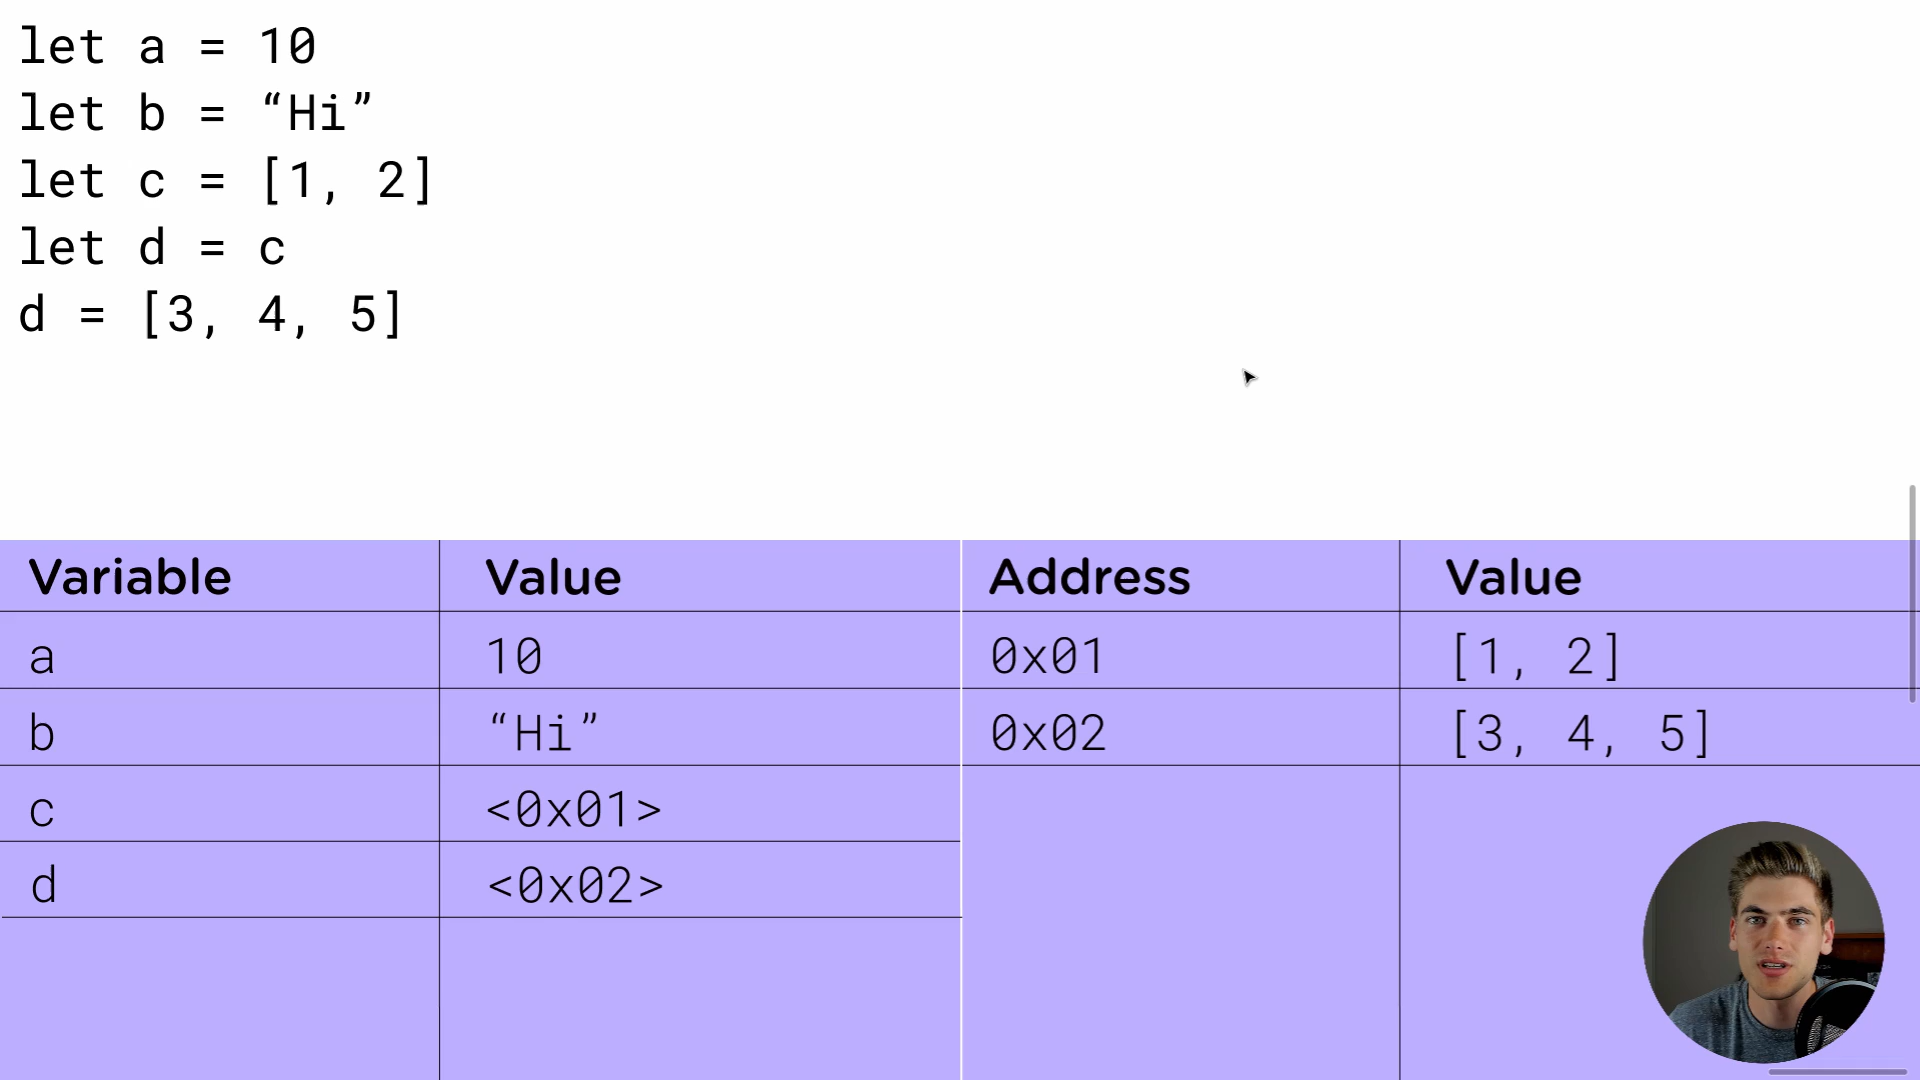 let a = 10
let b = “Hi”
let c = [1, 2]
let d = c
d = [3, 4, 5]
Variable Value Address Value
a 10 0x01 [1, 2]
b “Hi” 0x02 [3, 4, 5]
c <0x01>
d <0x02>